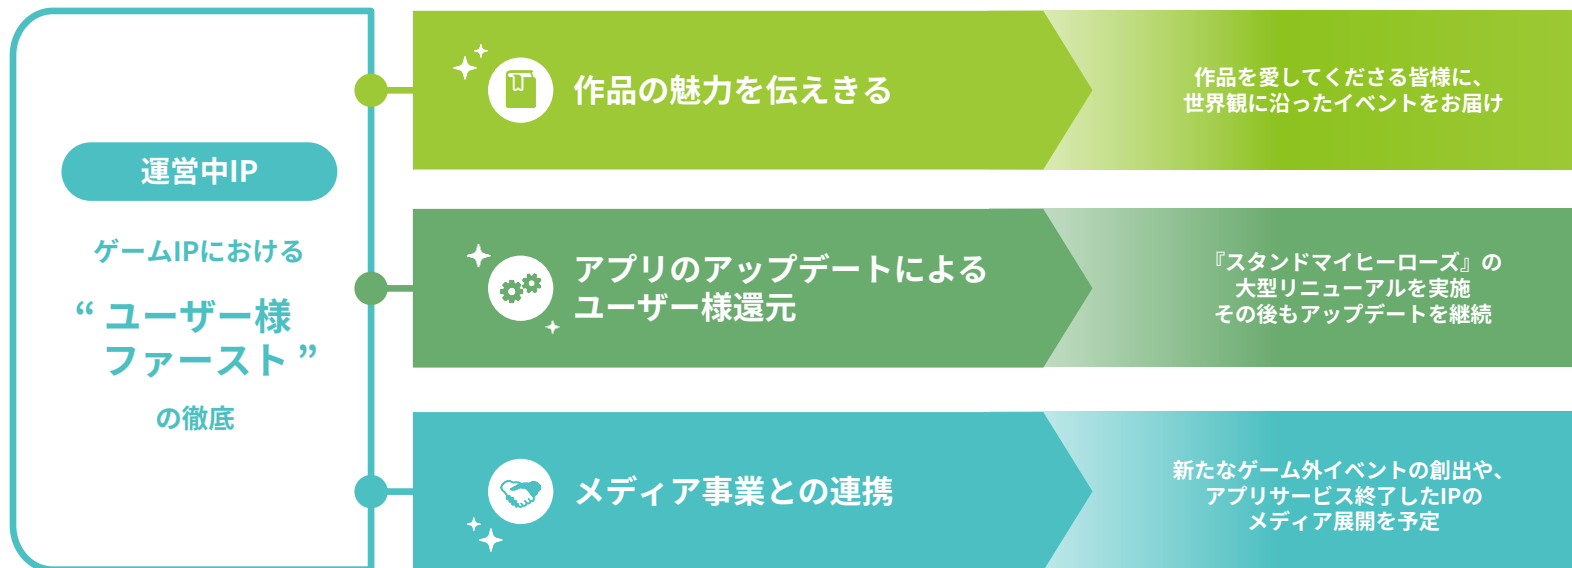 運営中IP
ゲームIPにおける
“ ユーザー様
ファースト ”
の徹底
作品の魅力を伝えきる
作品を愛してくださる皆様に、
世界観に沿ったイベントをお届け
アプリのアップデートによる
ユーザー様還元
『スタンドマイヒーローズ』の
大型リニューアルを実施
その後もアップデートを継続
メディア事業との連携
新たなゲーム外イベントの創出や、
アプリサービス終了したIPの
メディア展開を予定